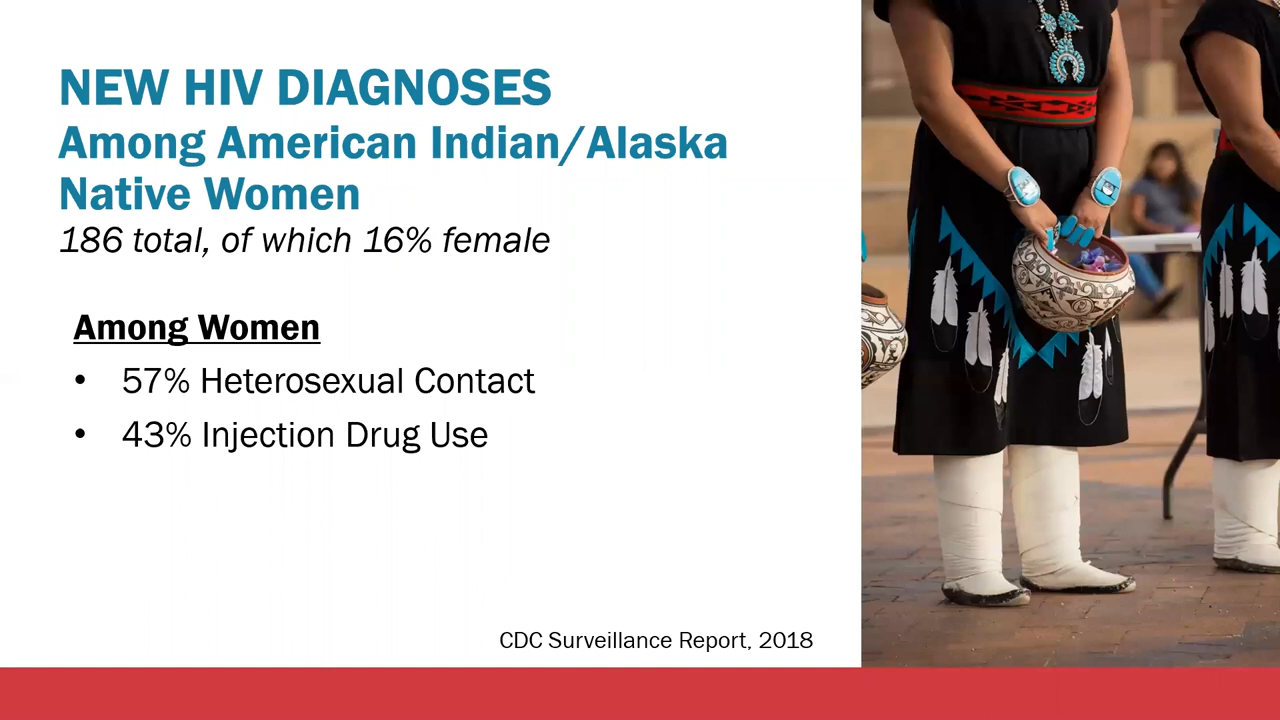 NEW HIV DIAGNOSES
Among American Indian/Alaska
Native Women
186 total, of which 16% female
Among Women
• 57% Heterosexual Contact
• 43% Injection Drug Use
CDC Surveillance Report, 2018